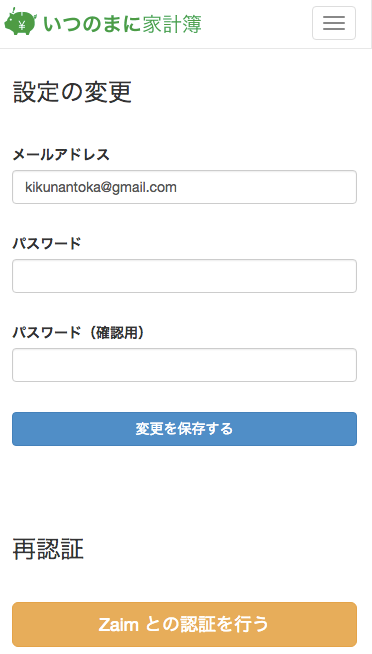 ¥ いつのまに家計簿
設定の変更
メールアドレス
kikunantoka@gmail.com
パスワード
パスワード（確認用）
変更を保存する
再認証
Zaim との認証を行う